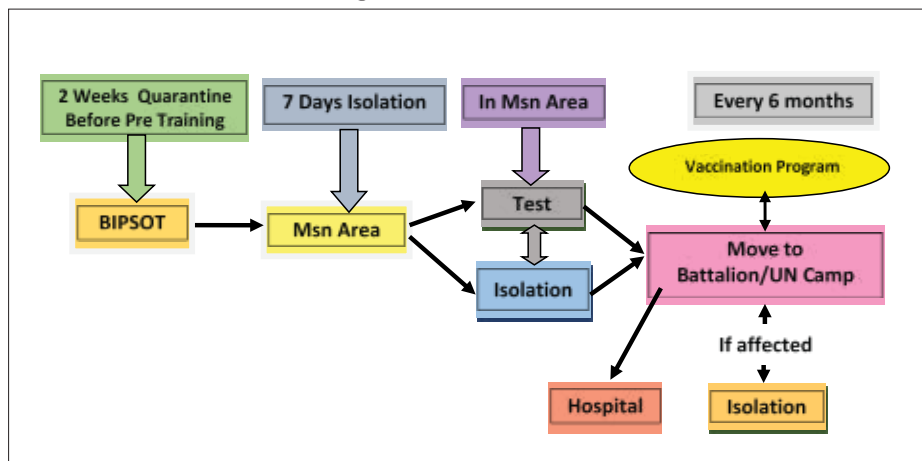 2 Weeks Quarantine
Before Pre Training
7 Days Isolation
In Msn Area
Every 6 months
Vaccination Program
BIPSOT
Msn Area
Test
Isolation
Move to
Battalion/UN Camp
If affected
Hospital
Isolation